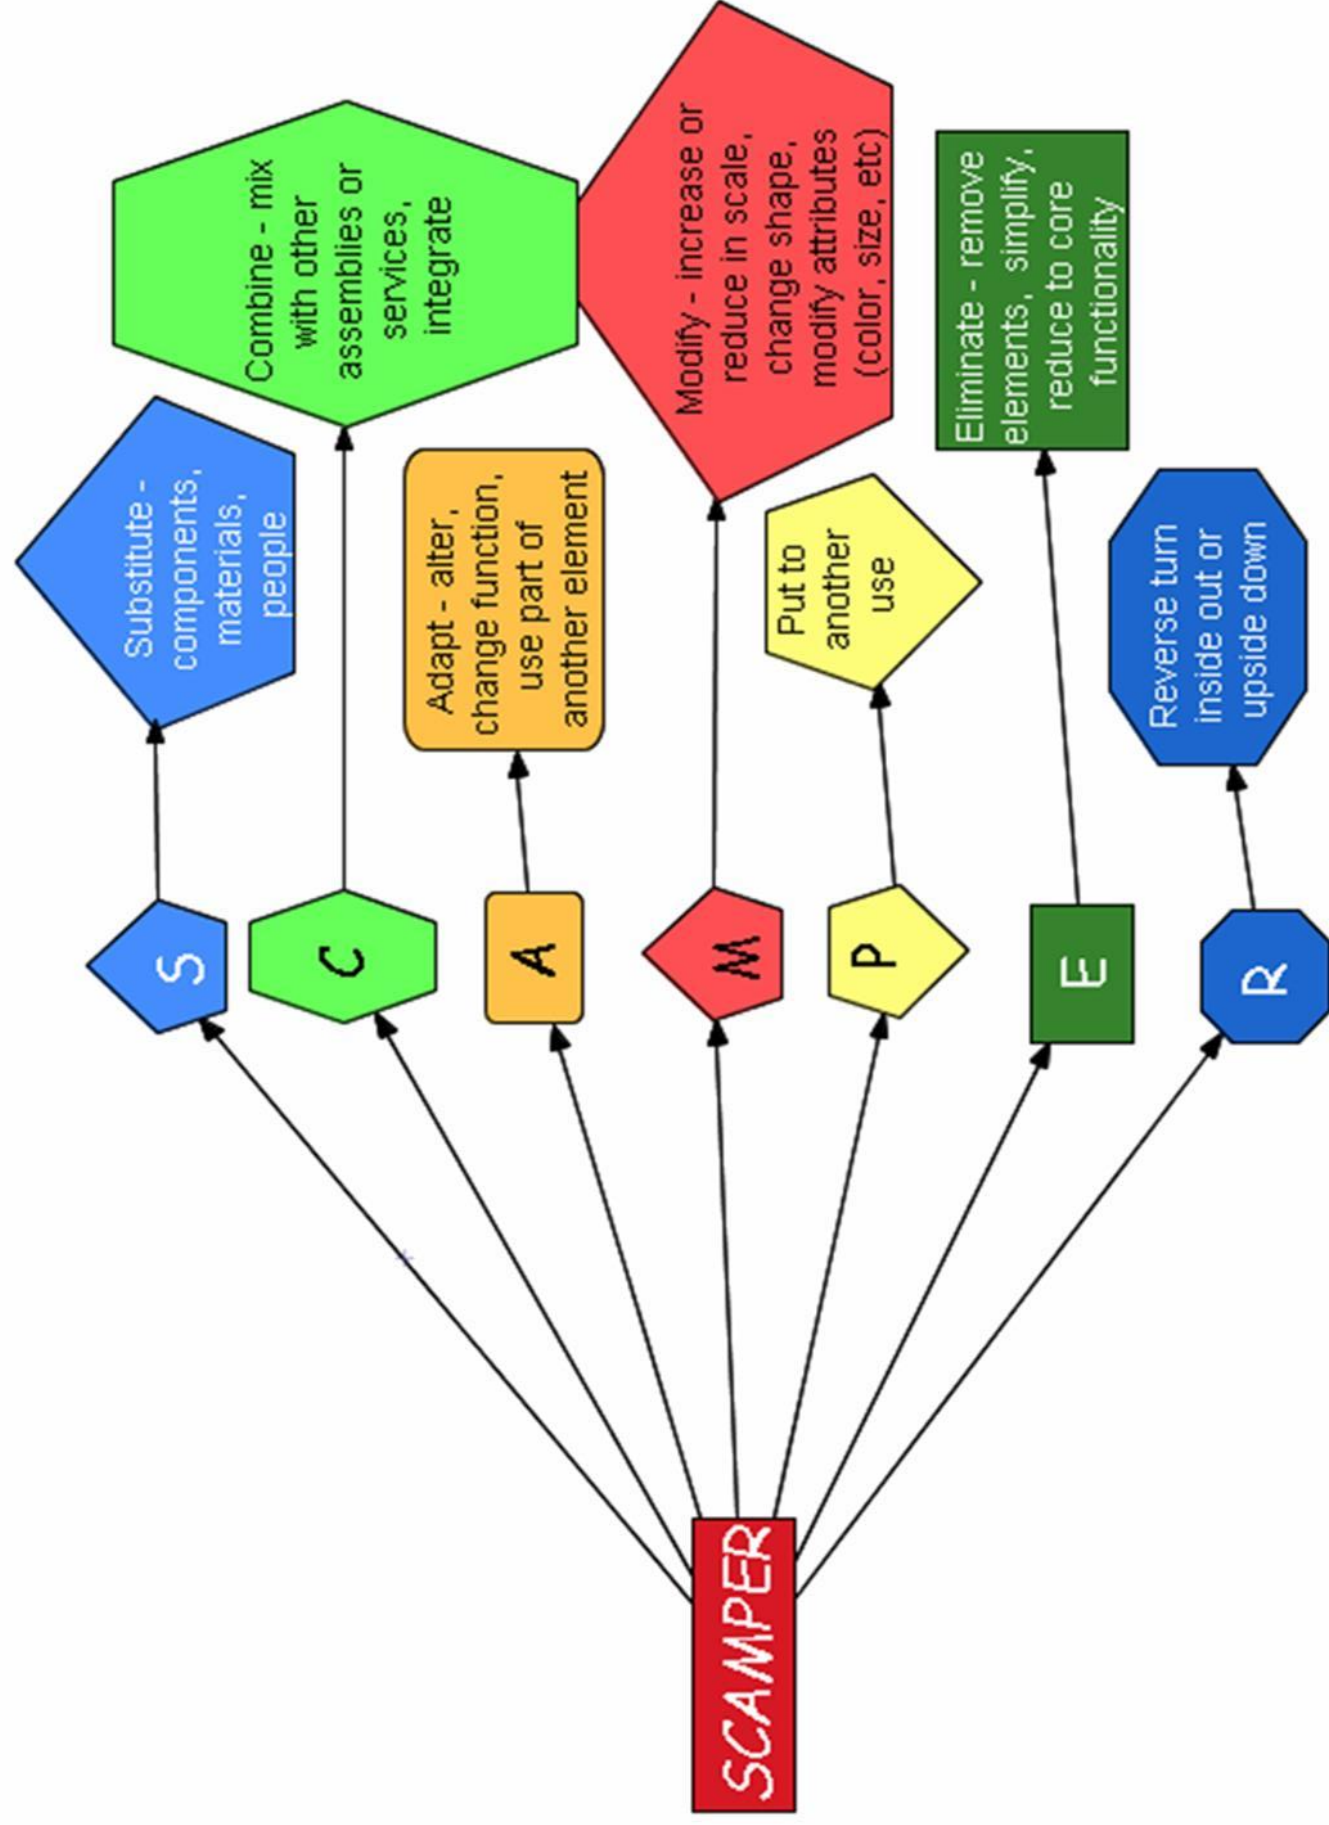 SCAMPER
S
Substitute -
components,
materials,
people
C
Combine - mix
with other
assemblies or
services,
integrate
A
Adapt - alter,
change function,
use part of
another element
M
Modify - increase or
reduce in scale,
change shape,
modify attributes
(color, size, etc)
P
Put to
another
use
E
Eliminate - remove
elements, simplify,
reduce to core
functionality
R
Reverse turn
inside out or
upside down